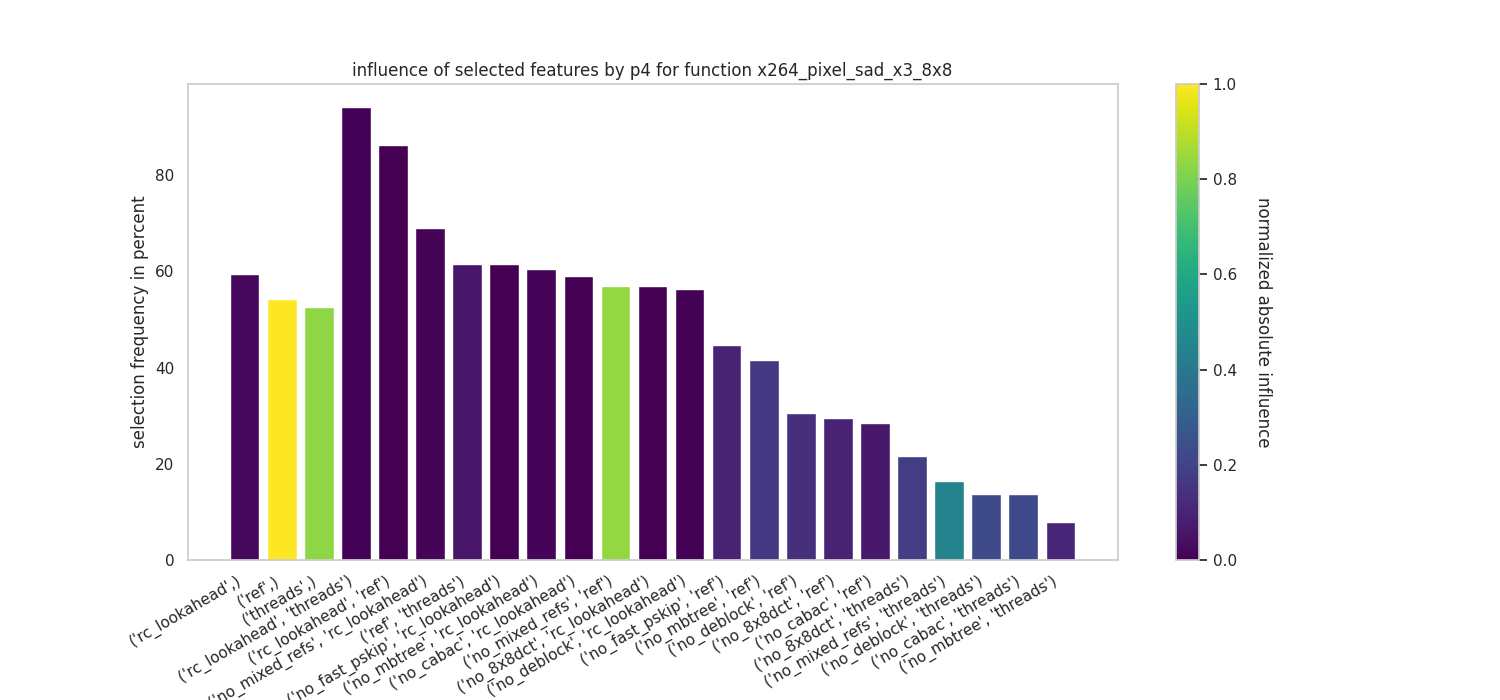 influence of selected features by p4 for function x264_pixel_sad_x3_8x8
selection frequency in percent
80
60
40
20
0
('rc_lookahead',)
('ref',)
('threads',)
('rc_lookahead', 'threads')
('rc_lookahead', 'ref')
('no_mixed_refs', 'rc_lookahead')
('ref', 'threads')
('no_fast_pskip', 'rc_lookahead')
('no_mbtree', 'rc_lookahead')
('no_cabac', 'rc_lookahead')
('no_mixed_refs', 'ref')
('no_8x8dct', 'rc_lookahead')
('no_deblock', 'rc_lookahead')
('no_fast_pskip', 'ref')
('no_mbtree', 'ref')
('no_deblock', 'ref')
('no_8x8dct', 'ref')
('no_cabac', 'ref')
('no_8x8dct', 'threads')
('no_mixed_refs', 'threads')
('no_deblock', 'threads')
('no_cabac', 'threads')
('no_mbtree', 'threads')
1.0
0.8
0.6
0.4
0.2
0.0
normalized absolute influence